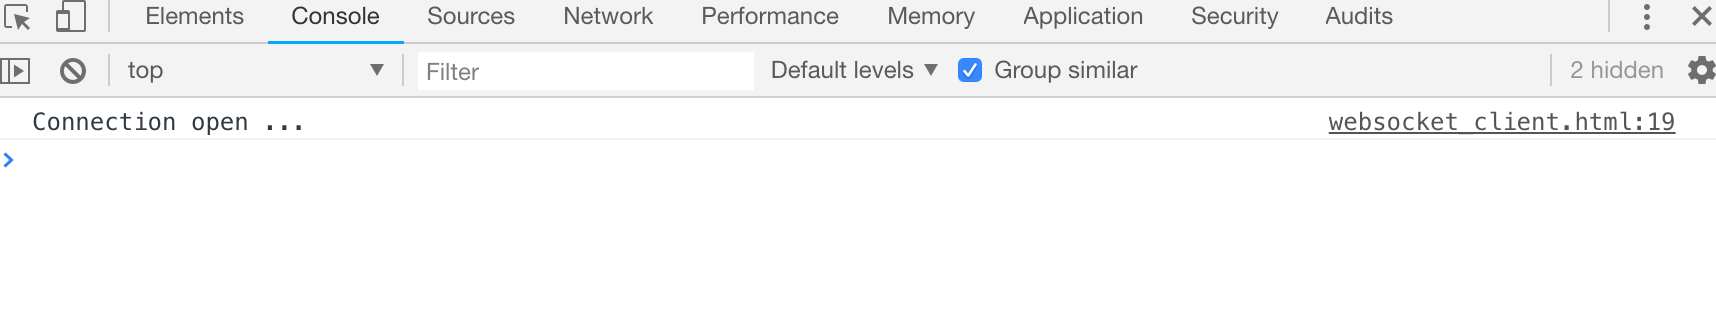 Elements Console Sources Network Performance Memory Application Security Audits
top Filter Default levels Group similar 2 hidden
Connection open ... websocket_client.html:19